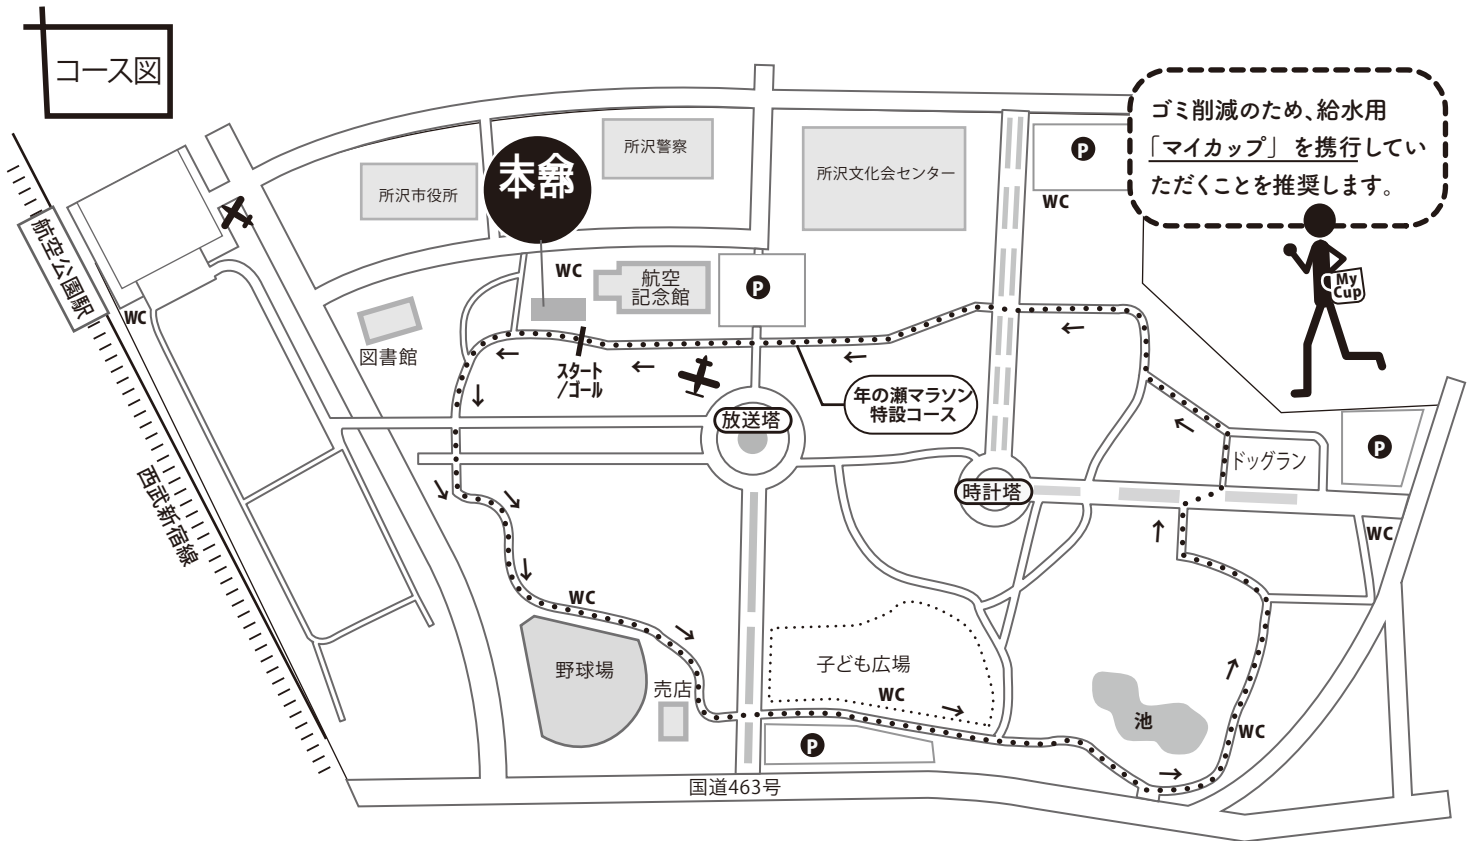 コース図
ゴミ削減のため、給水用
「マイカップ」を携行してい
ただくことを推奨します。
My
Cup
所沢市役所
本部
所沢警察
所沢文化会センター
P
WC
航空公園駅
WC
WC
航空
記念館
P
図書館
スタート
/ゴール
年の瀬マラソン
特設コース
放送塔
時計塔
ドッグラン
P
WC
西武新宿線
WC
野球場
売店
子ども広場
WC
池
WC
P
国道463号